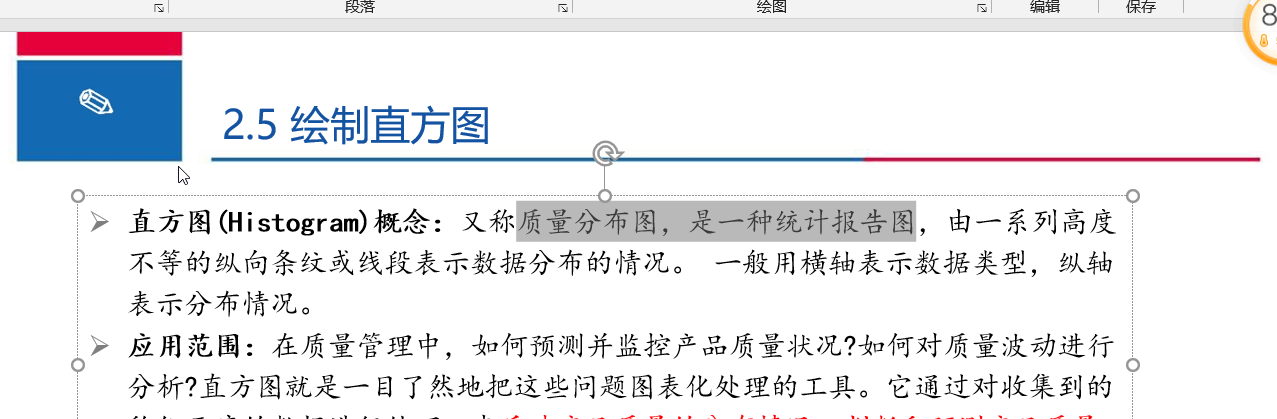 段落 绘图 编辑 保存
8
2.5 绘制直方图
➢ 直方图(Histogram)概念：又称质量分布图，是一种统计报告图，由一系列高度
不等的纵向条纹或线段表示数据分布的情况。 一般用横轴表示数据类型，纵轴
表示分布情况。
➢ 应用范围：在质量管理中，如何预测并监控产品质量状况?如何对质量波动进行
分析?直方图就是一目了然地把这些问题图表化处理的工具。它通过对收集到的